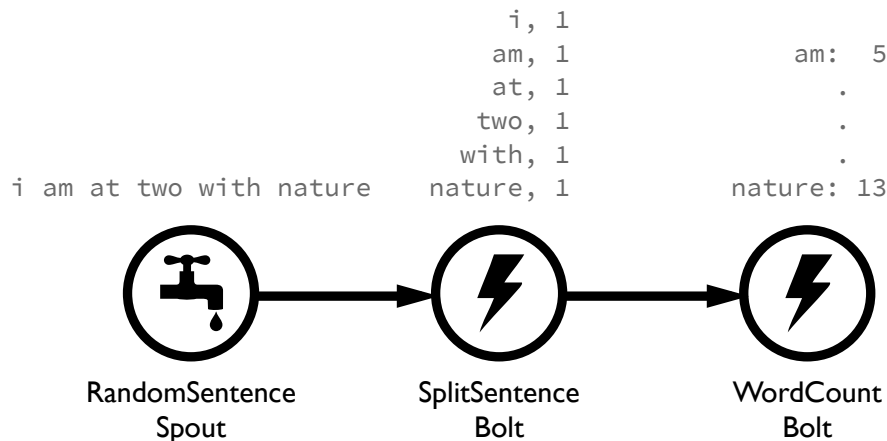 i am at two with nature
i, 1
am, 1
at, 1
two, 1
with, 1
nature, 1
am: 5
.
.
.
nature: 13
RandomSentence
Spout
SplitSentence
Bolt
WordCount
Bolt